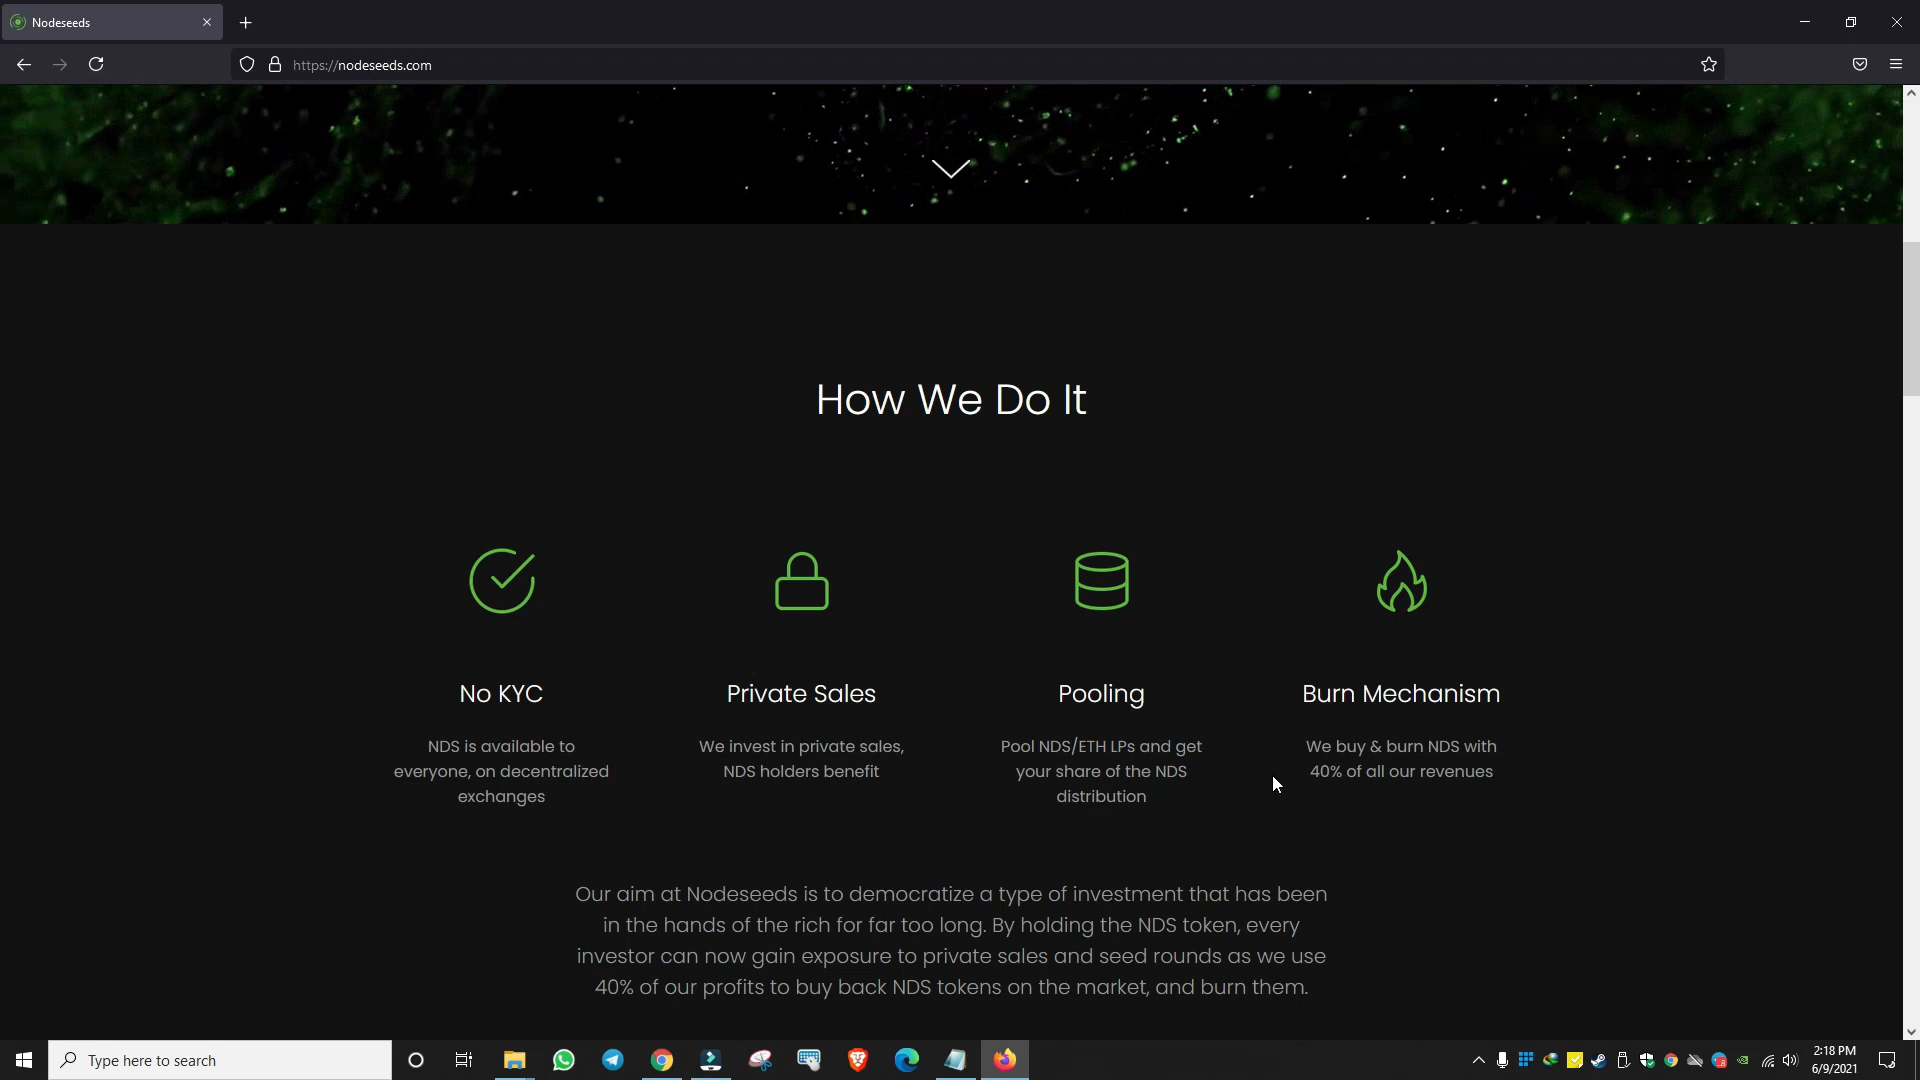 Nodeseeds
https://nodeseeds.com
How We Do It
No KYC
NDS is available to
everyone, on decentralized
exchanges
Private Sales
We invest in private sales,
NDS holders benefit
Pooling
Pool NDS/ETH LPs and get
your share of the NDS
distribution
Burn Mechanism
We buy & burn NDS with
40% of all our revenues
Our aim at Nodeseeds is to democratize a type of investment that has been
in the hands of the rich for far too long. By holding the NDS token, every
investor can now gain exposure to private sales and seed rounds as we use
40% of our profits to buy back NDS tokens on the market, and burn them.
Type here to search
2:18 PM
6/9/2021